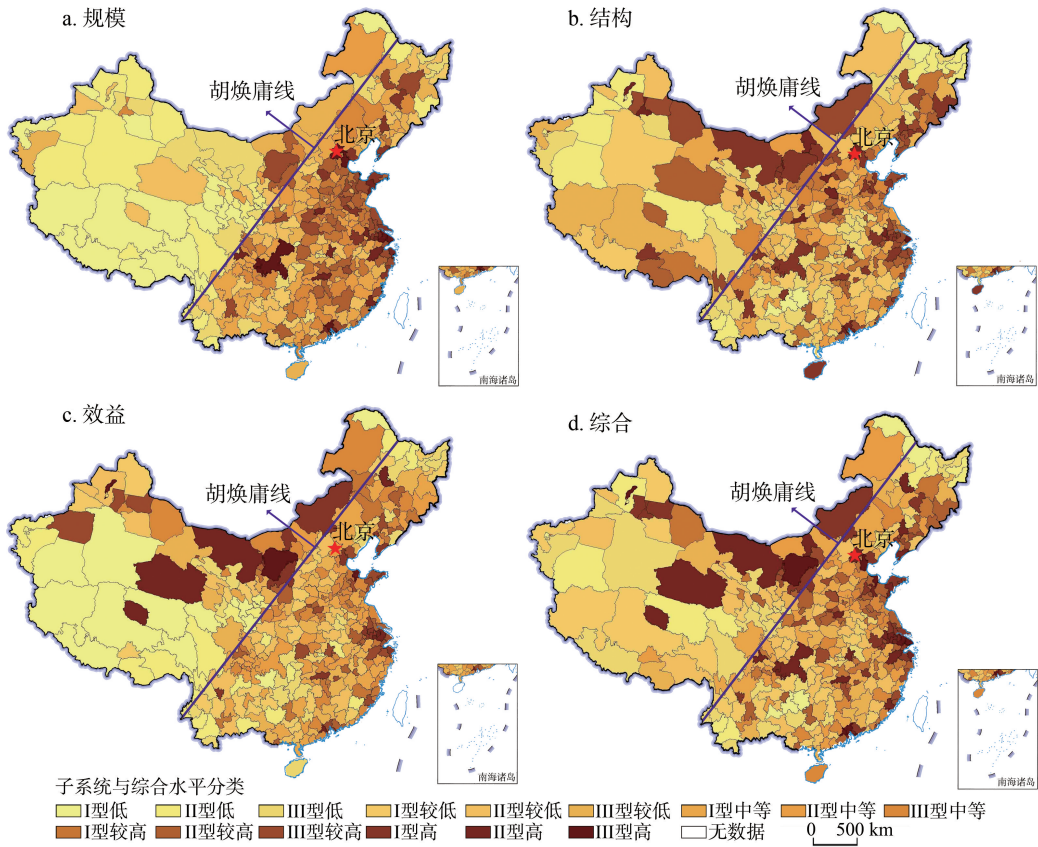 a. 规模
胡焕庸线
北京
南海诸岛
b. 结构
胡焕庸线
北京
南海诸岛
c. 效益
胡焕庸线
北京
南海诸岛
d. 综合
胡焕庸线
北京
南海诸岛
子系统与综合水平分类
I型低 II型低 III型低 I型较低 II型较低 III型较低 I型中等 II型中等 III型中等
I型较高 II型较高 III型较高 I型高 II型高 III型高 无数据 0 500 km